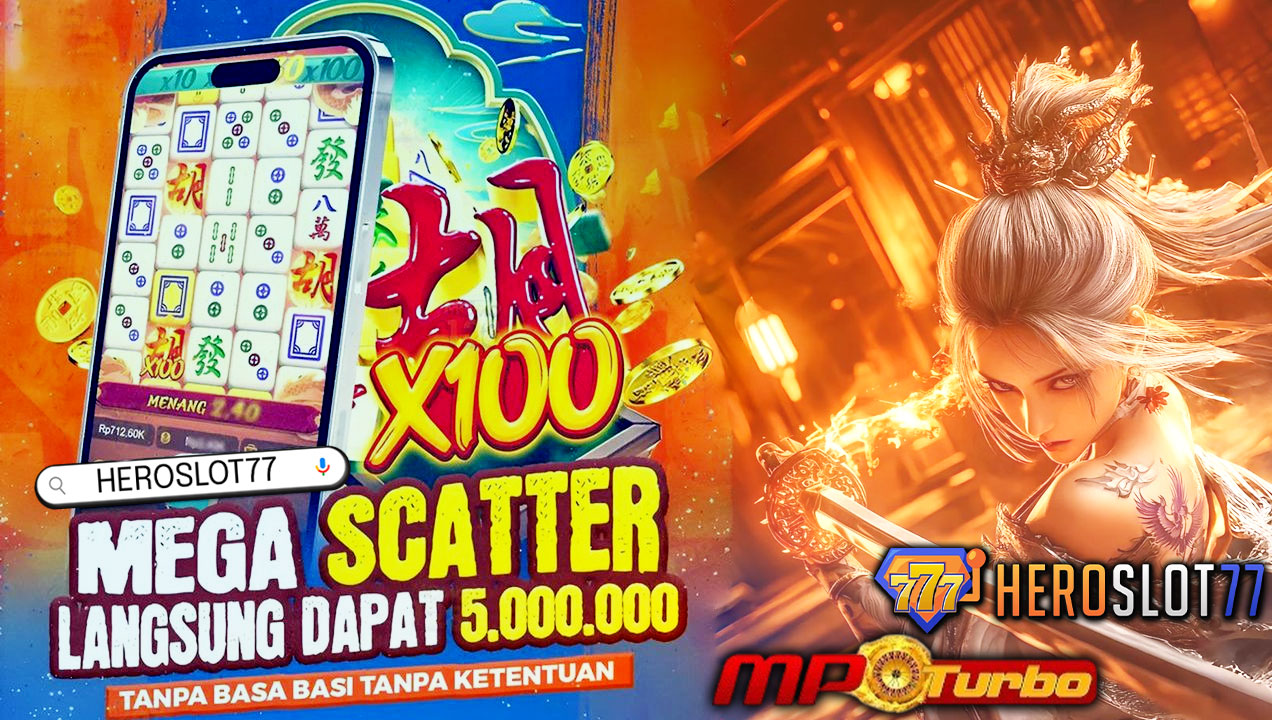 x10
x100
發
胡
八
萬
胡
發
X100
MENANG 2.40
Rp712.60K
胡
X100
HEROSLOT77
MEGA SCATTER
LANGSUNG DAPAT 5.000.000
TANPA BASA BASI TANPA KETENTUAN
777 HEROSLOT77
MPOTurbo